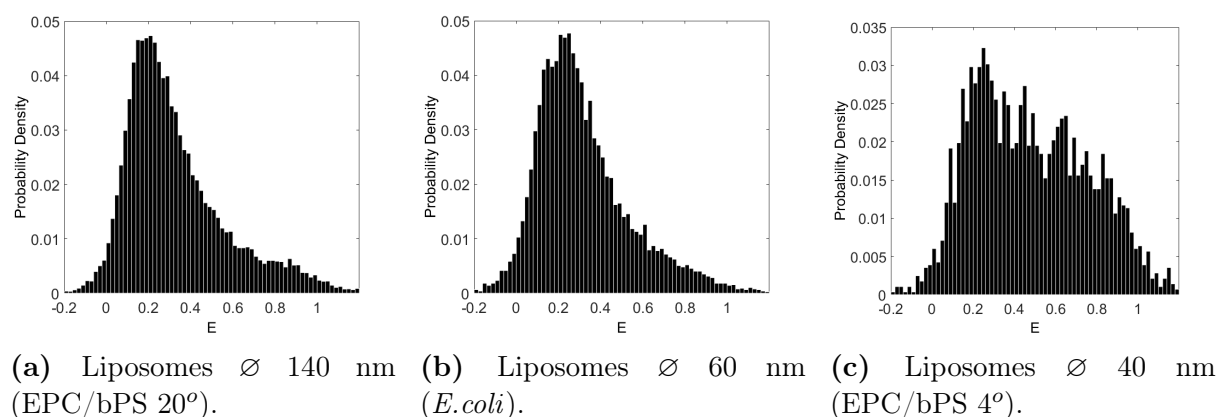 0.05
0.04
0.03
0.02
0.01
0
Probability Density
-0.2 0 0.2 0.4 0.6 0.8 1
E
(a) Liposomes ∅ 140 nm
(EPC/bPS 20°).
0.05
0.04
0.03
0.02
0.01
0
Probability Density
-0.2 0 0.2 0.4 0.6 0.8 1
E
(b) Liposomes ∅ 60 nm
(E.coli).
0.035
0.03
0.025
0.02
0.015
0.01
0.005
0
Probability Density
-0.2 0 0.2 0.4 0.6 0.8 1
E
(c) Liposomes ∅ 40 nm
(EPC/bPS 4°).